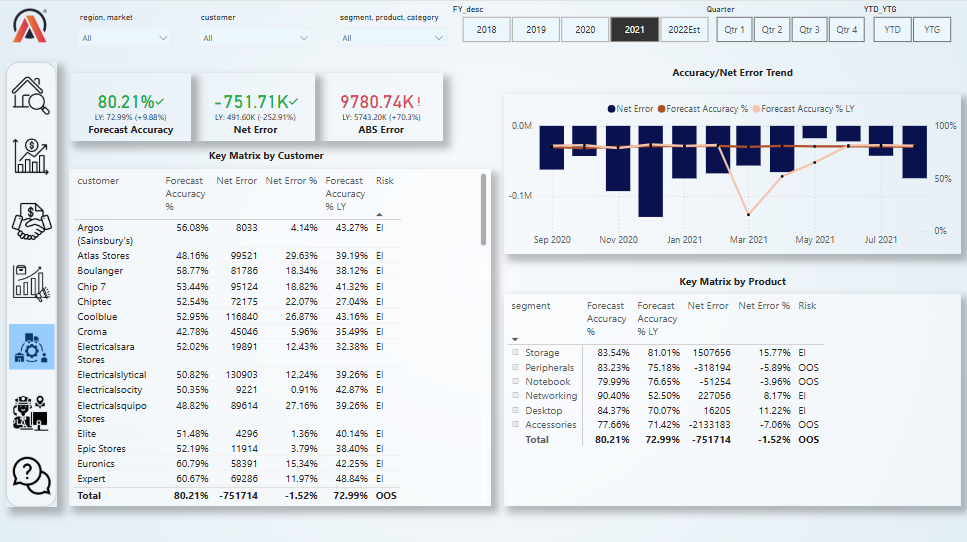 region, market
customer
segment, product, category
FY_desc
Quarter
YTD_YTG
All
All
All
2018 2019 2020 2021 2022Est
Qtr 1 Qtr 2 Qtr 3 Qtr 4
YTD YTG
80.21%
LY: 72.99% (+9.88%)
Forecast Accuracy
-751.71K
LY: 491.60K (-252.91%)
Net Error
9780.74K!
LY: 5743.20K (+70.3%)
ABS Error
Accuracy/Net Error Trend
Net Error Forecast Accuracy % Forecast Accuracy % LY
0.0M
-0.1M
100%
50%
0%
Sep 2020 Nov 2020 Jan 2021 Mar 2021 May 2021 Jul 2021
Key Matrix by Customer
customer Forecast Accuracy % Net Error Net Error % Forecast Accuracy % LY Risk
Argos (Sainsbury's) 56.08% 8033 4.14% 43.27% EI
Atlas Stores 48.16% 99521 29.63% 39.19% EI
Boulanger 58.77% 81786 18.34% 38.12% EI
Chip 7 53.44% 95124 18.82% 41.32% EI
Chiptec 52.54% 72175 22.07% 27.04% EI
Coolblue 52.95% 116840 26.87% 43.16% EI
Croma 42.78% 45046 5.96% 35.49% EI
Electricalsara Stores 52.02% 19891 12.43% 32.38% EI
Electricalslytical 50.82% 130903 12.24% 39.26% EI
Electricalsocity 50.35% 9221 0.91% 42.87% EI
Electricalsquipo Stores 48.82% 89614 27.16% 39.26% EI
Elite 51.48% 4296 1.36% 40.14% EI
Epic Stores 52.19% 11914 3.79% 38.40% EI
Euronics 60.79% 58391 15.34% 42.25% EI
Expert 60.67% 69286 11.97% 48.84% EI
Total 80.21% -751714 -1.52% 72.99% OOS
Key Matrix by Product
segment Forecast Accuracy % Forecast Accuracy % LY Net Error Net Error % Risk
Storage 83.54% 81.01% 1507656 15.77% EI
Peripherals 83.23% 75.18% -318194 -5.89% OOS
Notebook 79.99% 76.65% -51254 -3.96% OOS
Networking 90.40% 52.50% 227056 8.17% EI
Desktop 84.37% 70.07% 16205 11.22% EI
Accessories 77.66% 71.42% -2133183 -7.06% OOS
Total 80.21% 72.99% -751714 -1.52% OOS